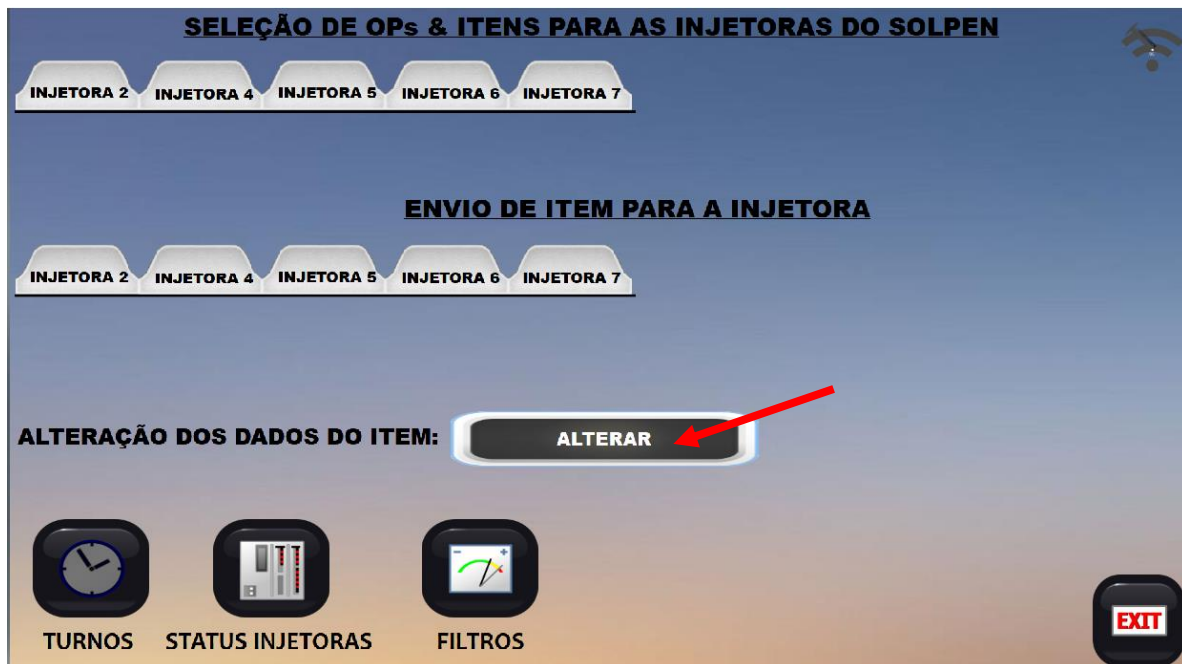 SELEÇÃO DE OPs & ITENS PARA AS INJETORAS DO SOLPEN
INJETORA 2 INJETORA 4 INJETORA 5 INJETORA 6 INJETORA 7
ENVIO DE ITEM PARA A INJETORA
INJETORA 2 INJETORA 4 INJETORA 5 INJETORA 6 INJETORA 7
ALTERAÇÃO DOS DADOS DO ITEM: ALTERAR
TURNOS STATUS INJETORAS FILTROS EXIT